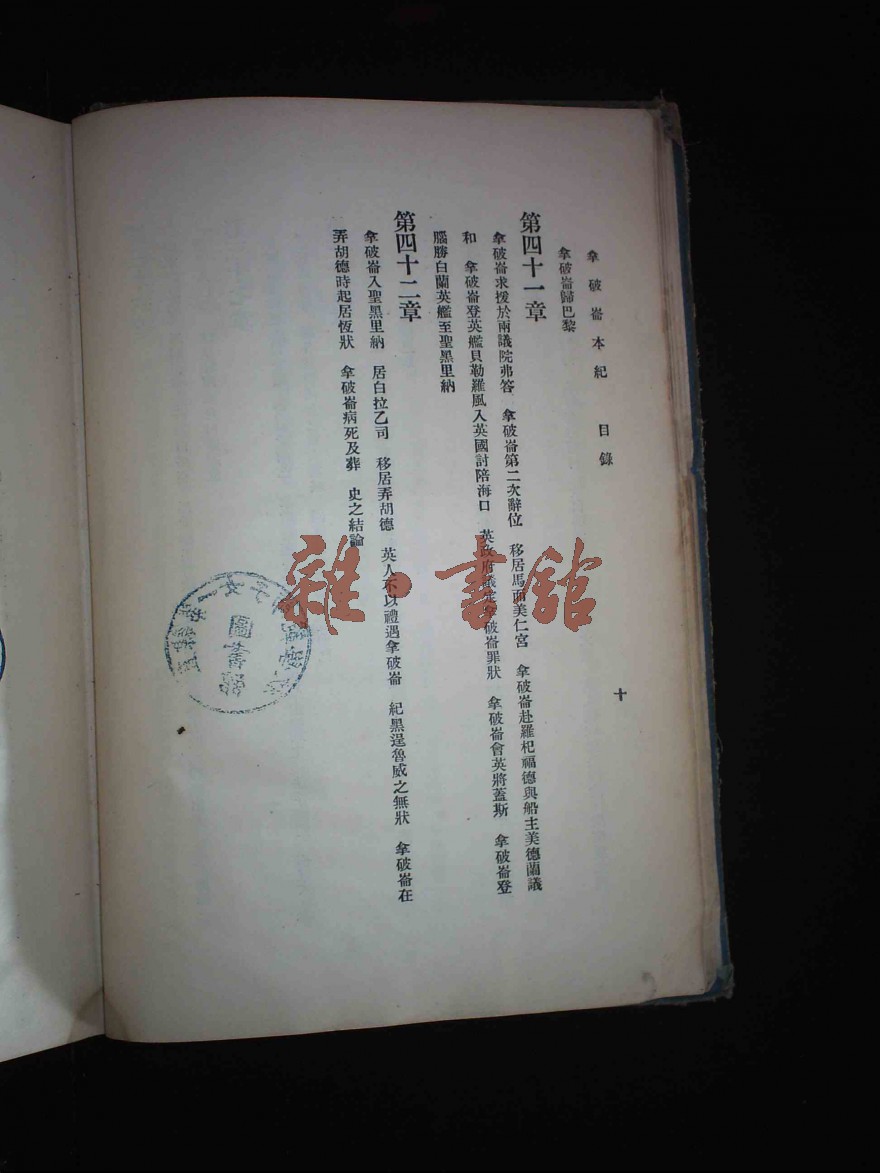 拿破崙本紀　目錄
十
拿破崙歸巴黎
第四十一章
拿破崙求援於兩議院弗答　拿破崙第二次辭位　移居馬而美仁宮　拿破崙赴羅杞福德與船主美德蘭議
和　拿破崙登英艦貝勒羅風入英國討陪海口　英政府議定拿破崙罪狀　拿破崙會英將蓋斯　拿破崙登
腦勝白蘭英艦至聖黑里納
第四十二章
拿破崙入聖黑里納　居白拉乙司　移居弄胡德　英人不以禮遇拿破崙　紀黑逞魯威之無狀　拿破崙在
弄胡德時起居恆狀　拿破崙病死及葬　史之結論
雜·書館
圖書館